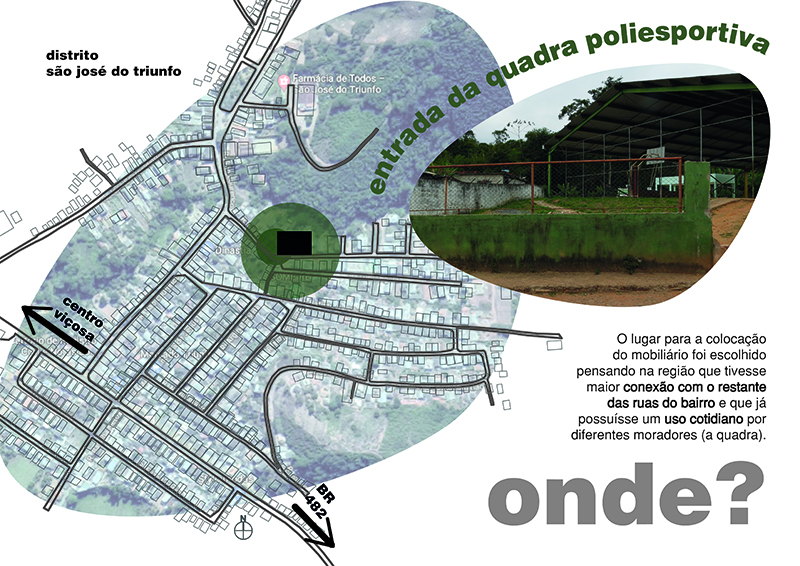 distrito
são josé do triunfo
entrada da quadra poliesportiva
Farmácia de Todos -
São José do Triunfo
centro
viçosa
BR
482
N
O lugar para a colocação
do mobiliário foi escolhido
pensando na região que tivesse
maior conexão com o restante
das ruas do bairro e que já
possuísse um uso cotidiano por
diferentes moradores (a quadra).
onde?